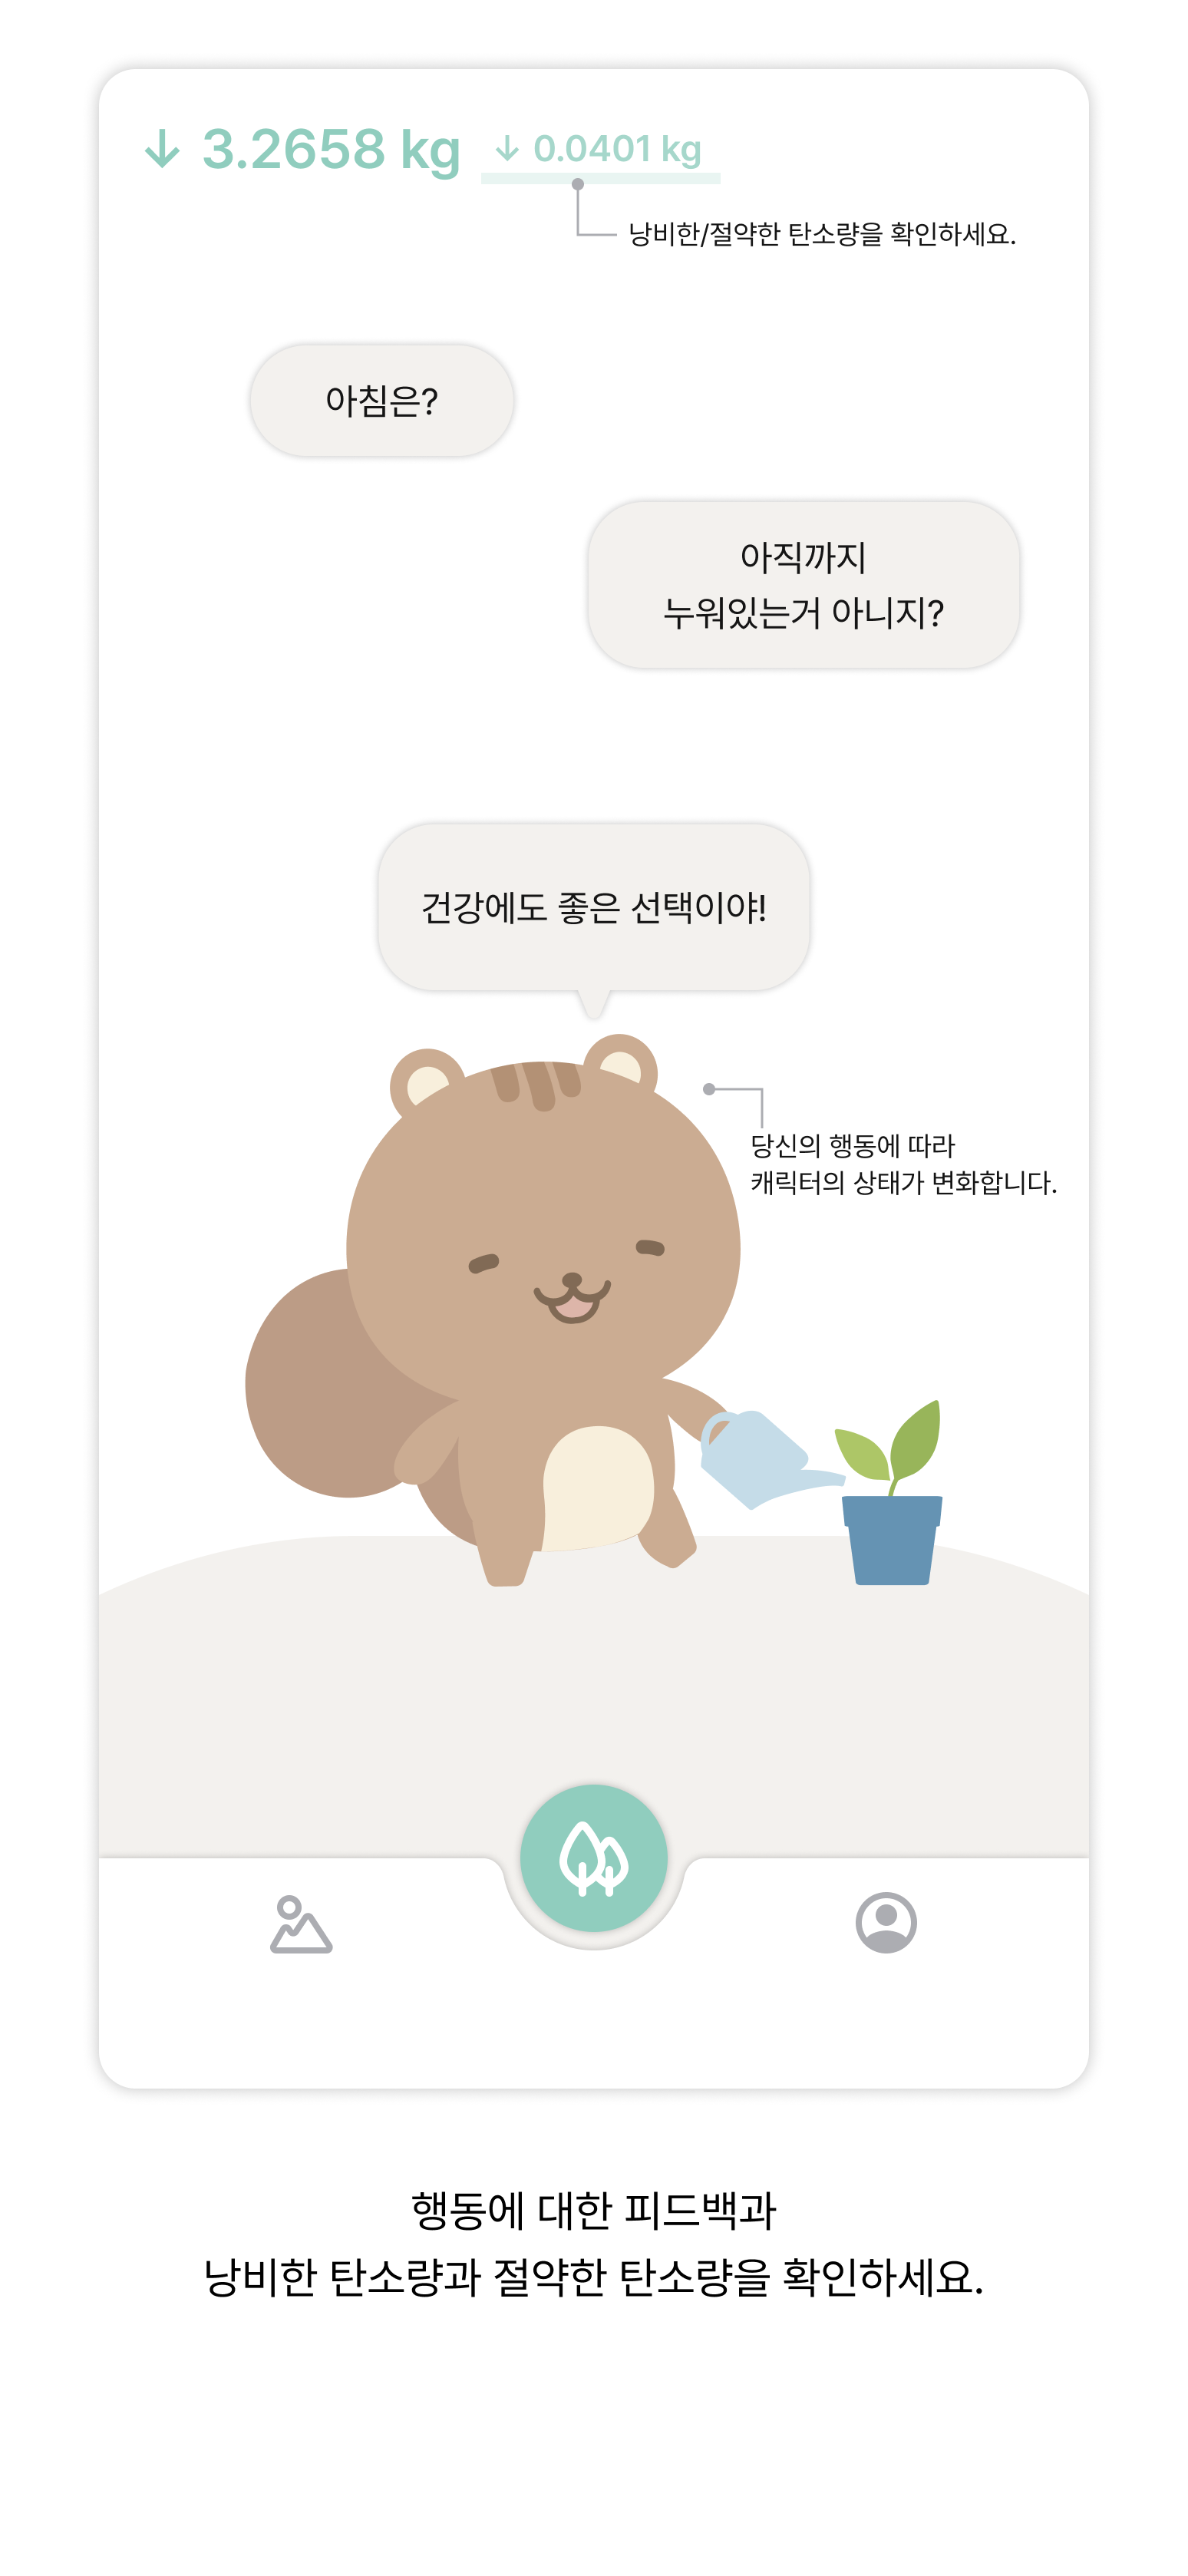 ↓ 3.2658 kg ↓ 0.0401 kg
낭비한/절약한 탄소량을 확인하세요.
아침은?
아직까지
누워있는거 아니지?
건강에도 좋은 선택이야!
당신의 행동에 따라
캐릭터의 상태가 변화합니다.
행동에 대한 피드백과
낭비한 탄소량과 절약한 탄소량을 확인하세요.